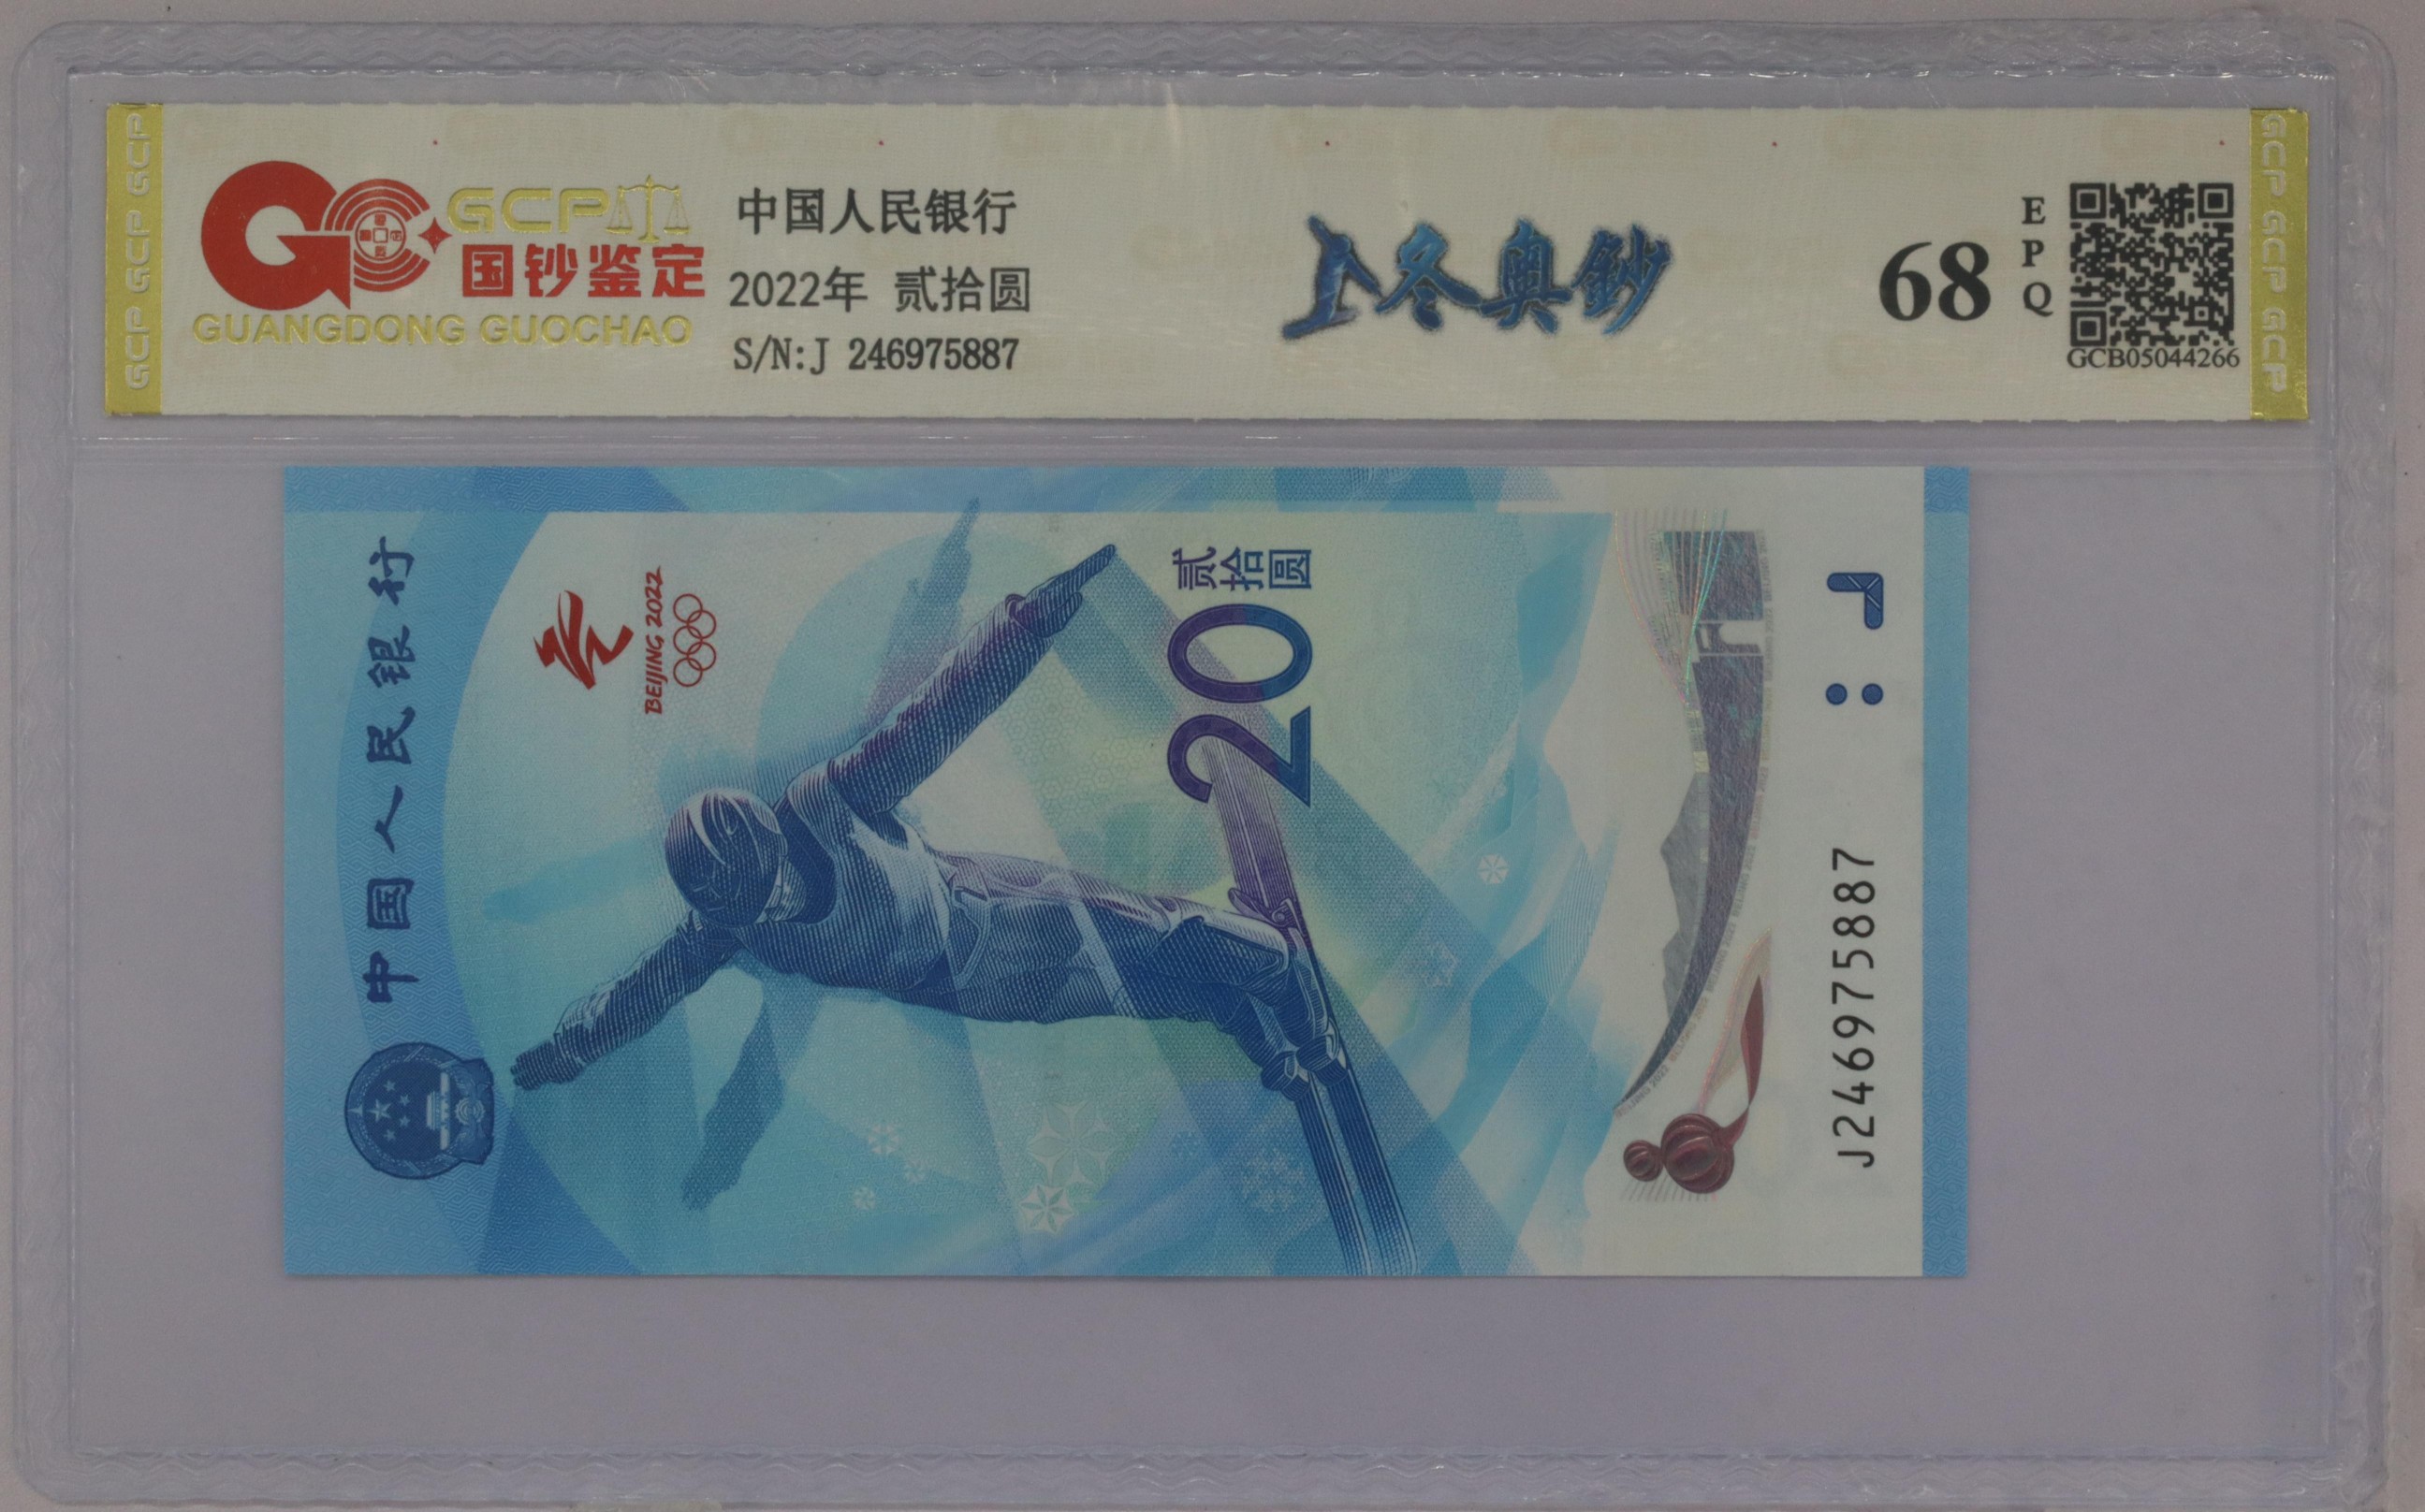 GCP GCP GCP
GCP
国钞鉴定
GUANGDONG GUOCHAO
中国人民银行
2022年 贰拾圆
S/N:J 246975887
冬奥鈔
68
EPQ
GCB05044266
GCP GCP GCP
中国人民银行
BEIJING 2022
贰拾圆
20
J246975887